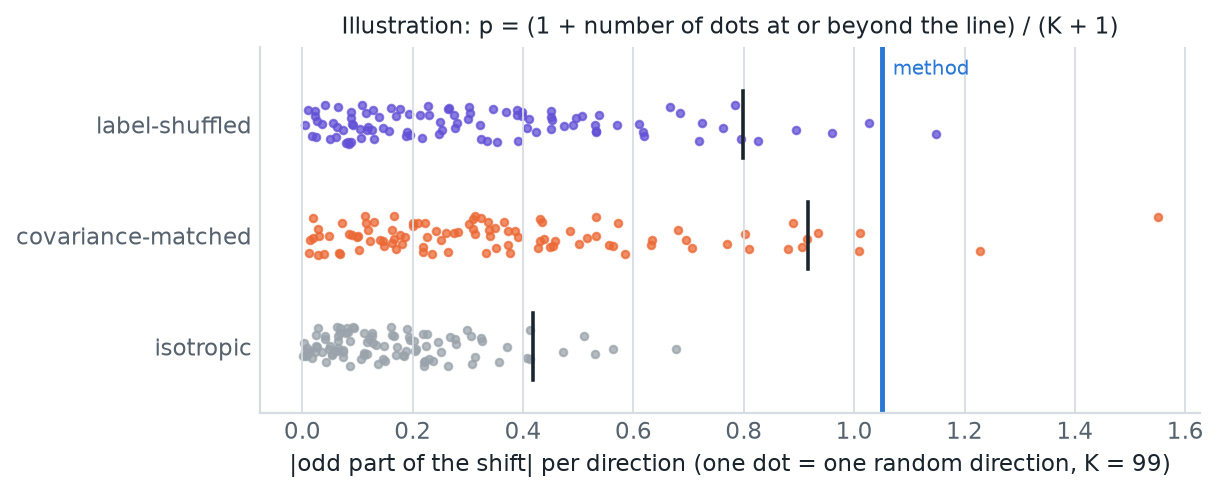 Illustration: p = (1 + number of dots at or beyond the line) / (K + 1)
method
label-shuffled
covariance-matched
isotropic
0.0 0.2 0.4 0.6 0.8 1.0 1.2 1.4 1.6
|odd part of the shift| per direction (one dot = one random direction, K = 99)